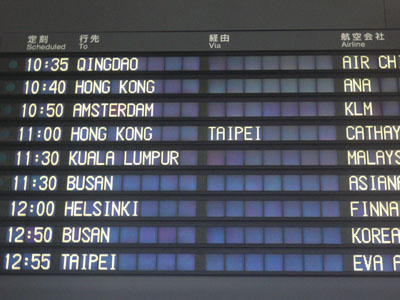 定刻 行先 経由 航空会社
Scheduled To Via Airline
10:35 QINGDAO AIR CHI
10:40 HONG KONG ANA
10:50 AMSTERDAM KLM
11:00 HONG KONG TAIPEI CATHAY
11:30 KUALA LUMPUR MALAYS
11:30 BUSAN ASIANA
12:00 HELSINKI FINNA
12:50 BUSAN KOREA
12:55 TAIPEI EVA A